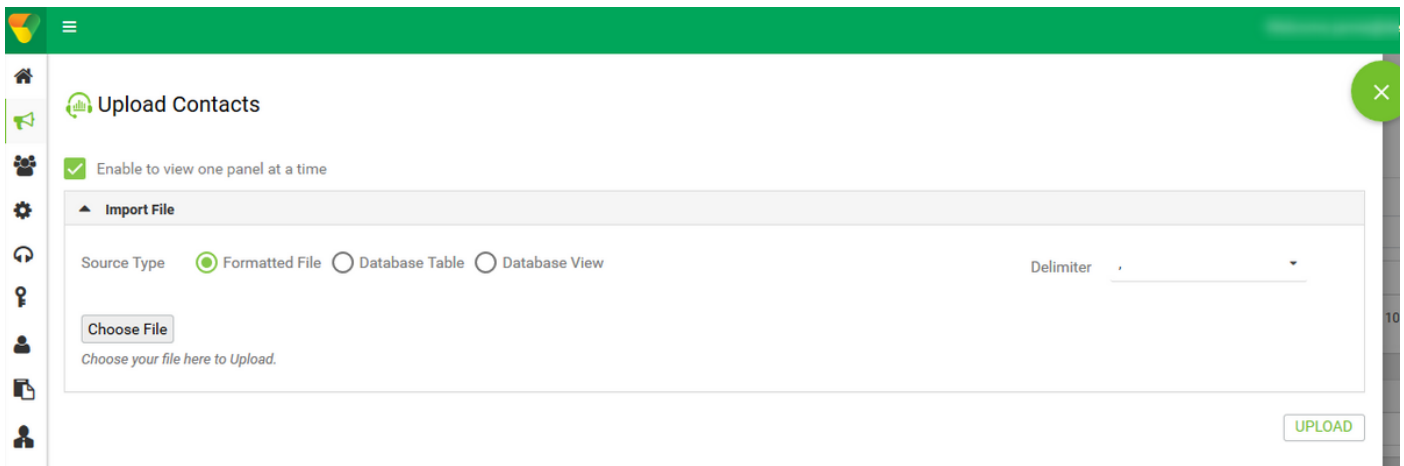 Upload Contacts
Enable to view one panel at a time
Import File
Source Type Formatted File Database Table Database View Delimiter ,
Choose File
10
Choose your file here to Upload.
UPLOAD